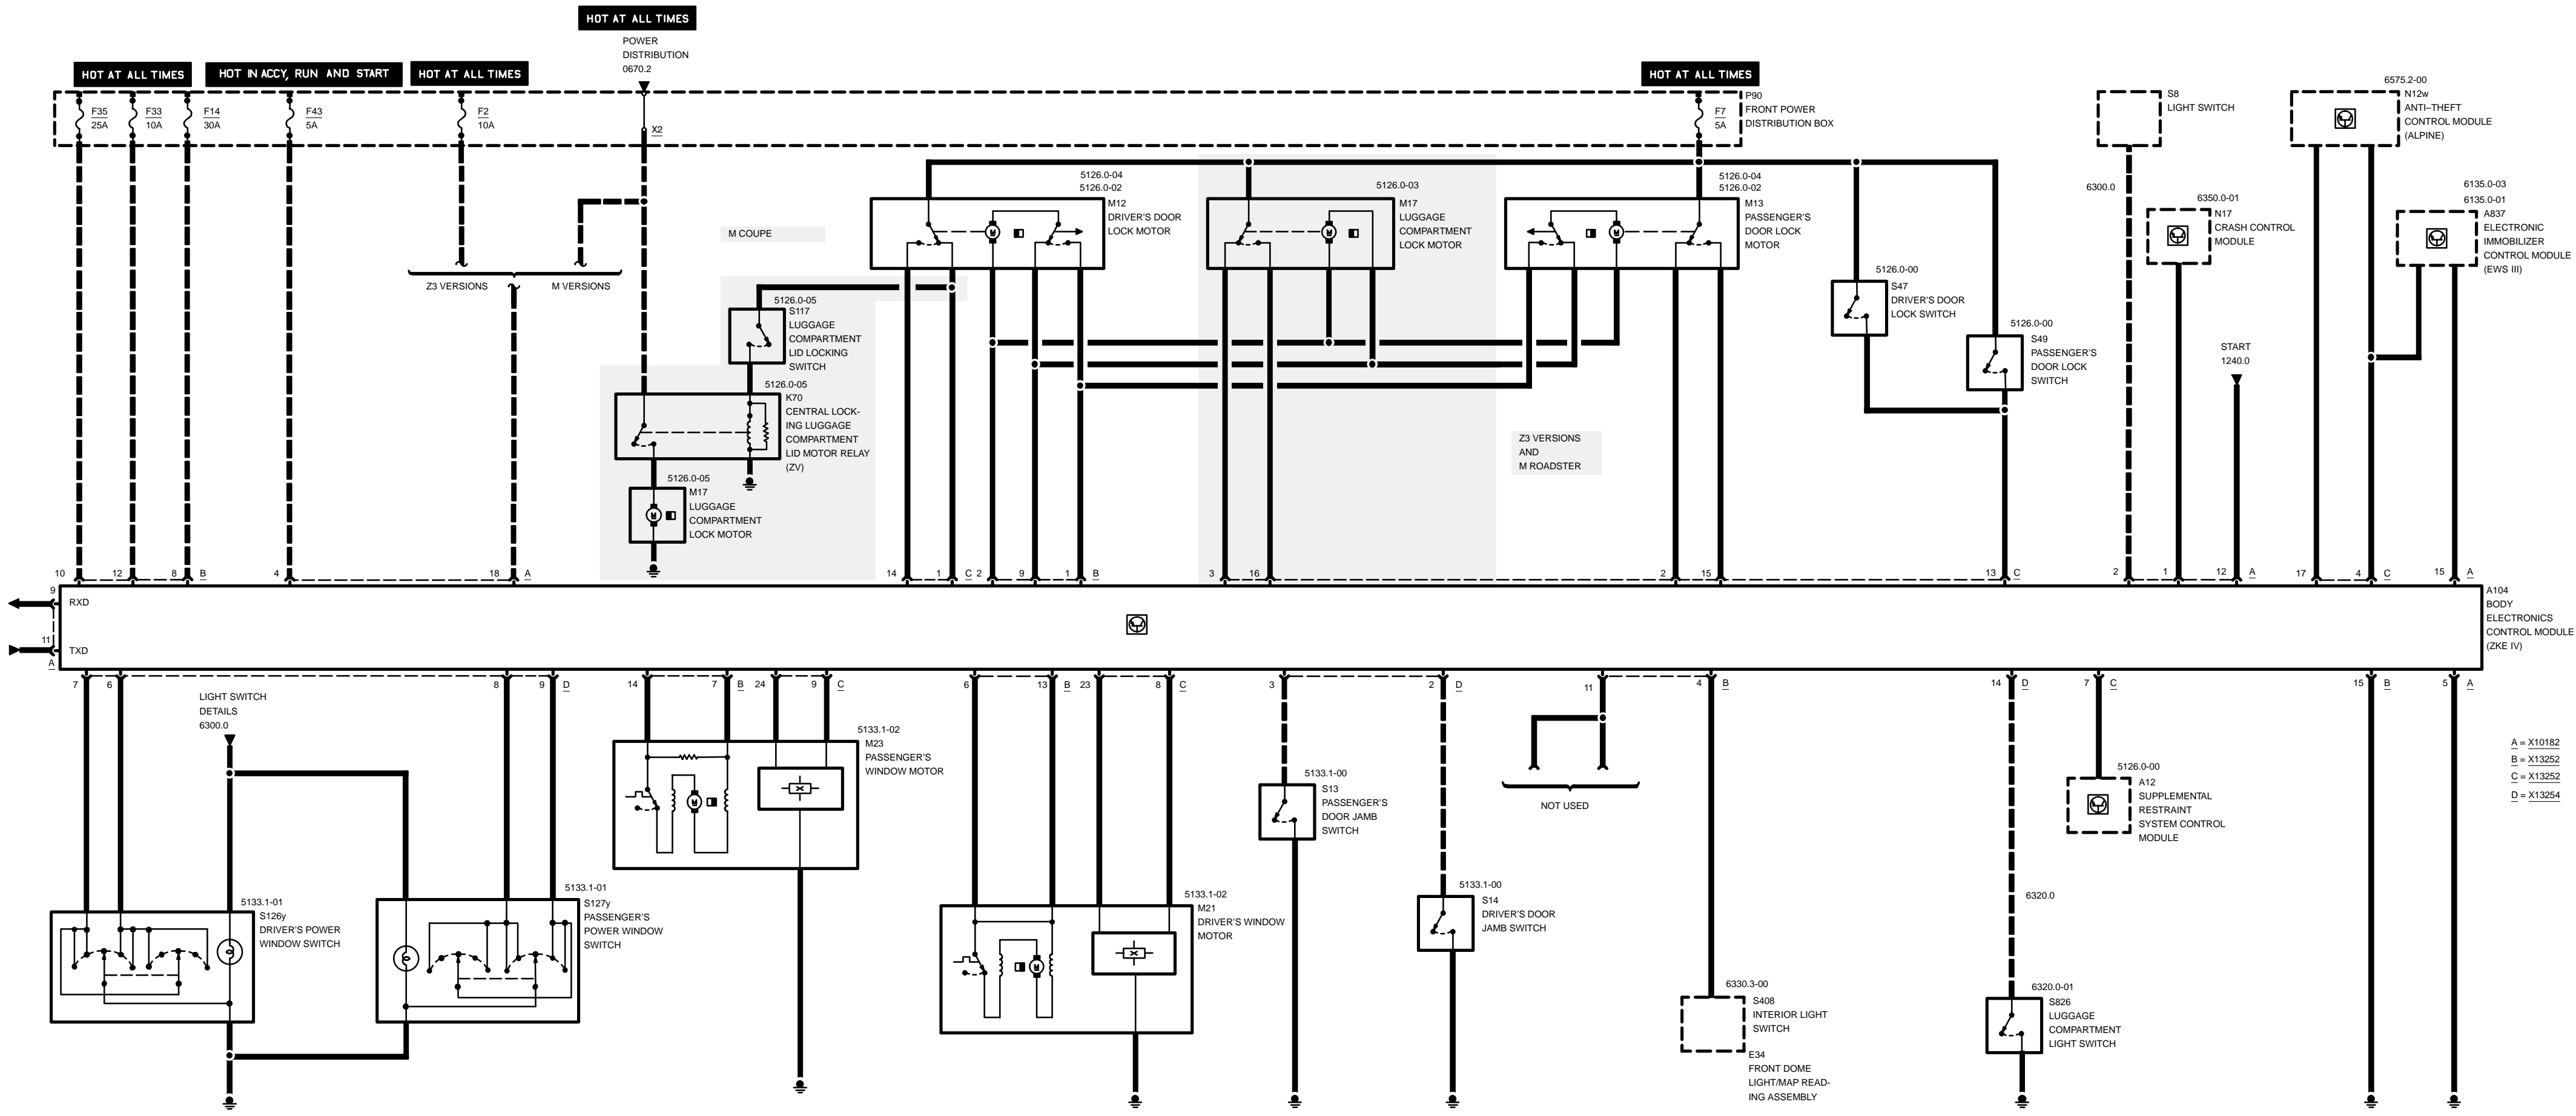 HOT AT ALL TIMES
POWER
DISTRIBUTION
0670.2
HOT AT ALL TIMES
HOT IN ACCY, RUN AND START
HOT AT ALL TIMES
HOT AT ALL TIMES
F35
25A
F33
10A
F14
30A
F43
5A
F2
10A
X2
F7
5A
P90
FRONT POWER
DISTRIBUTION BOX
S8
LIGHT SWITCH
6575.2-00
N12w
ANTI–THEFT
CONTROL MODULE
(ALPINE)
6300.0
6350.0-01
N17
CRASH CONTROL
MODULE
6135.0-03
6135.0-01
A837
ELECTRONIC
IMMOBILIZER
CONTROL MODULE
(EWS III)
START
1240.0
M COUPE
5126.0-04
5126.0-02
M12
DRIVER'S DOOR
LOCK MOTOR
5126.0-03
M17
LUGGAGE
COMPARTMENT
LOCK MOTOR
5126.0-04
5126.0-02
M13
PASSENGER'S
DOOR LOCK
MOTOR
M
M
M
5126.0-00
S47
DRIVER'S DOOR
LOCK SWITCH
5126.0-00
S49
PASSENGER'S
DOOR LOCK
SWITCH
Z3 VERSIONS
M VERSIONS
5126.0-05
S117
LUGGAGE
COMPARTMENT
LID LOCKING
SWITCH
5126.0-05
K70
CENTRAL LOCK-
ING LUGGAGE
COMPARTMENT
LID MOTOR RELAY
(ZV)
5126.0-05
M17
LUGGAGE
COMPARTMENT
LOCK MOTOR
M
Z3 VERSIONS
AND
M ROADSTER
10 12 8 B 4 18 A 14 1 C 2 9 1 B 3 16 2 15 13 C 2 1 12 A 17 4 C 15 A
9
RXD
11
TXD
A
A104
BODY
ELECTRONICS
CONTROL MODULE
(ZKE IV)
7 6 8 9 D 14 7 B 24 9 C 6 13 B 23 8 C 3 2 D 11 4 B 14 D 7 C 15 B 5 A
LIGHT SWITCH
DETAILS
6300.0
5133.1-01
S126y
DRIVER'S POWER
WINDOW SWITCH
5133.1-01
S127y
PASSENGER'S
POWER WINDOW
SWITCH
5133.1-02
M23
PASSENGER'S
WINDOW MOTOR
M
5133.1-02
M21
DRIVER'S WINDOW
MOTOR
M
5133.1-00
S13
PASSENGER'S
DOOR JAMB
SWITCH
5133.1-00
S14
DRIVER'S DOOR
JAMB SWITCH
NOT USED
6330.3-00
S408
INTERIOR LIGHT
SWITCH
E34
FRONT DOME
LIGHT/MAP READ-
ING ASSEMBLY
6320.0
6320.0-01
S826
LUGGAGE
COMPARTMENT
LIGHT SWITCH
5126.0-00
A12
SUPPLEMENTAL
RESTRAINT
SYSTEM CONTROL
MODULE
A = X10182
B = X13252
C = X13252
D = X13254